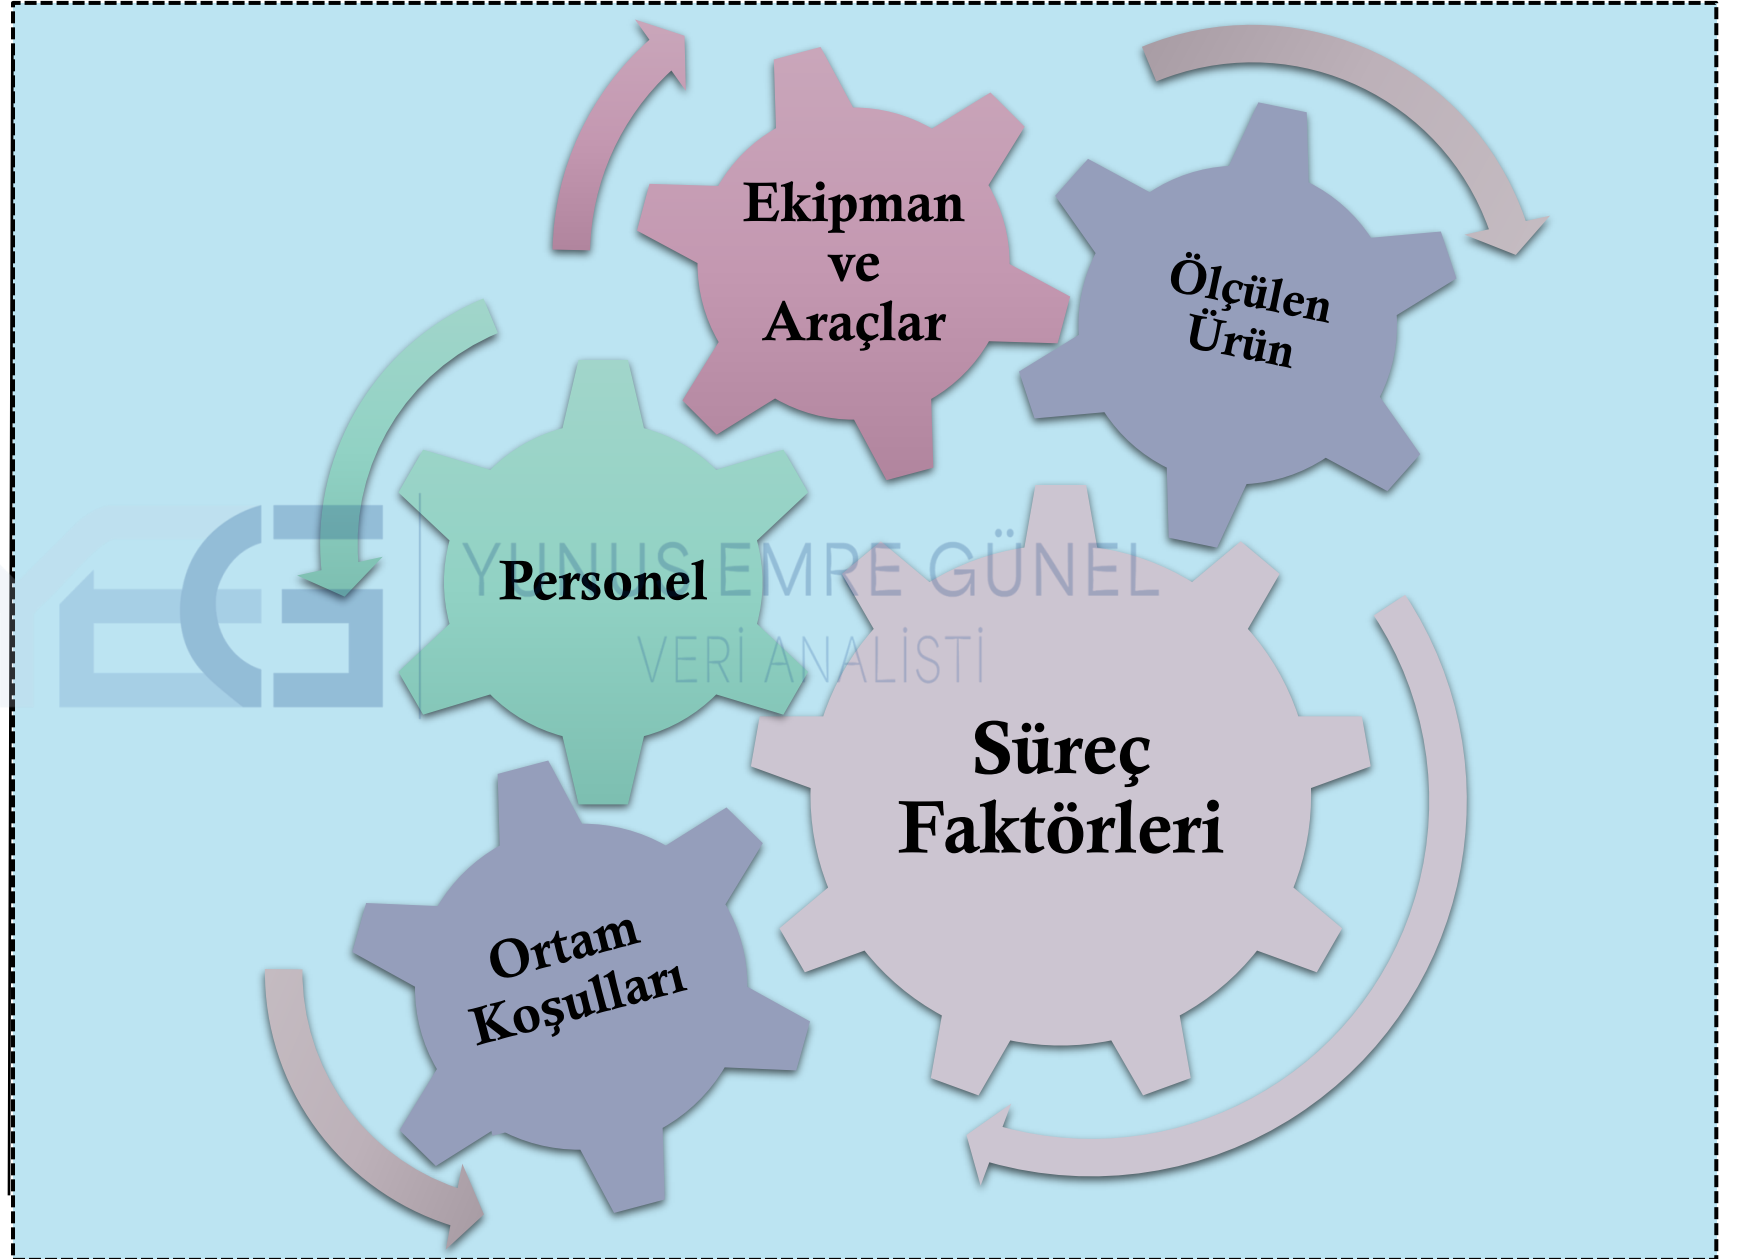 Ekipman
ve
Araçlar
Ölçülen
Ürün
Personel
YUNUS EMRE GÜNEL
VERİ ANALİSTİ
Süreç
Faktörleri
Ortam
Koşulları